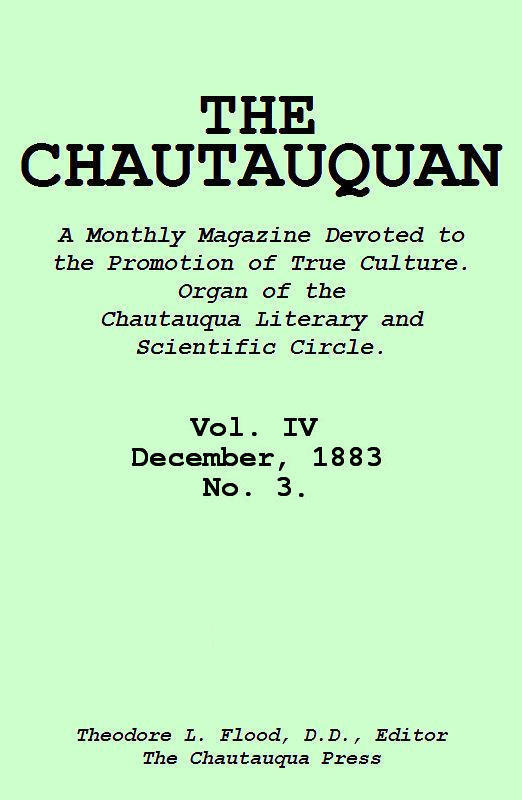 THE
CHAUTAUQUAN
A Monthly Magazine Devoted to
the Promotion of True Culture.
Organ of the
Chautauqua Literary and
Scientific Circle.
Vol. IV
December, 1883
No. 3.
Theodore L. Flood, D.D., Editor
The Chautauqua Press